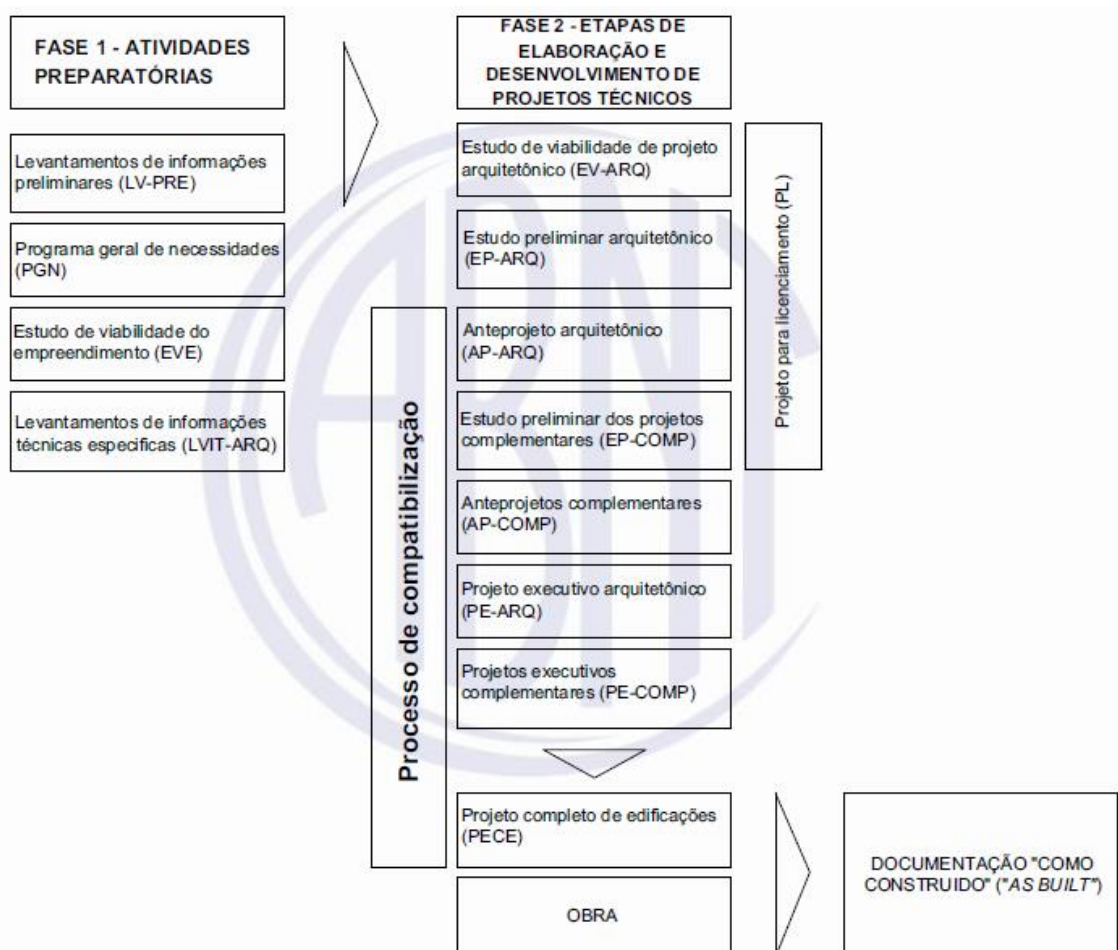 FASE 1 - ATIVIDADES
PREPARATÓRIAS
Levantamentos de informações
preliminares (LV-PRE)
Programa geral de necessidades
(PGN)
Estudo de viabilidade do
empreendimento (EVE)
Levantamentos de informações
técnicas especificas (LVIT-ARQ)
FASE 2 - ETAPAS DE
ELABORAÇÃO E
DESENVOLVIMENTO DE
PROJETOS TÉCNICOS
Estudo de viabilidade de projeto
arquitetônico (EV-ARQ)
Estudo preliminar arquitetônico
(EP-ARQ)
Anteprojeto arquitetônico
(AP-ARQ)
Estudo preliminar dos projetos
complementares (EP-COMP)
Anteprojetos complementares
(AP-COMP)
Projeto executivo arquitetônico
(PE-ARQ)
Projetos executivos
complementares (PE-COMP)
Projeto completo de edificações
(PECE)
OBRA
Processo de compatibilização
Projeto para licenciamento (PL)
DOCUMENTAÇÃO "COMO
CONSTRUIDO" ("AS BUILT")
ABNT